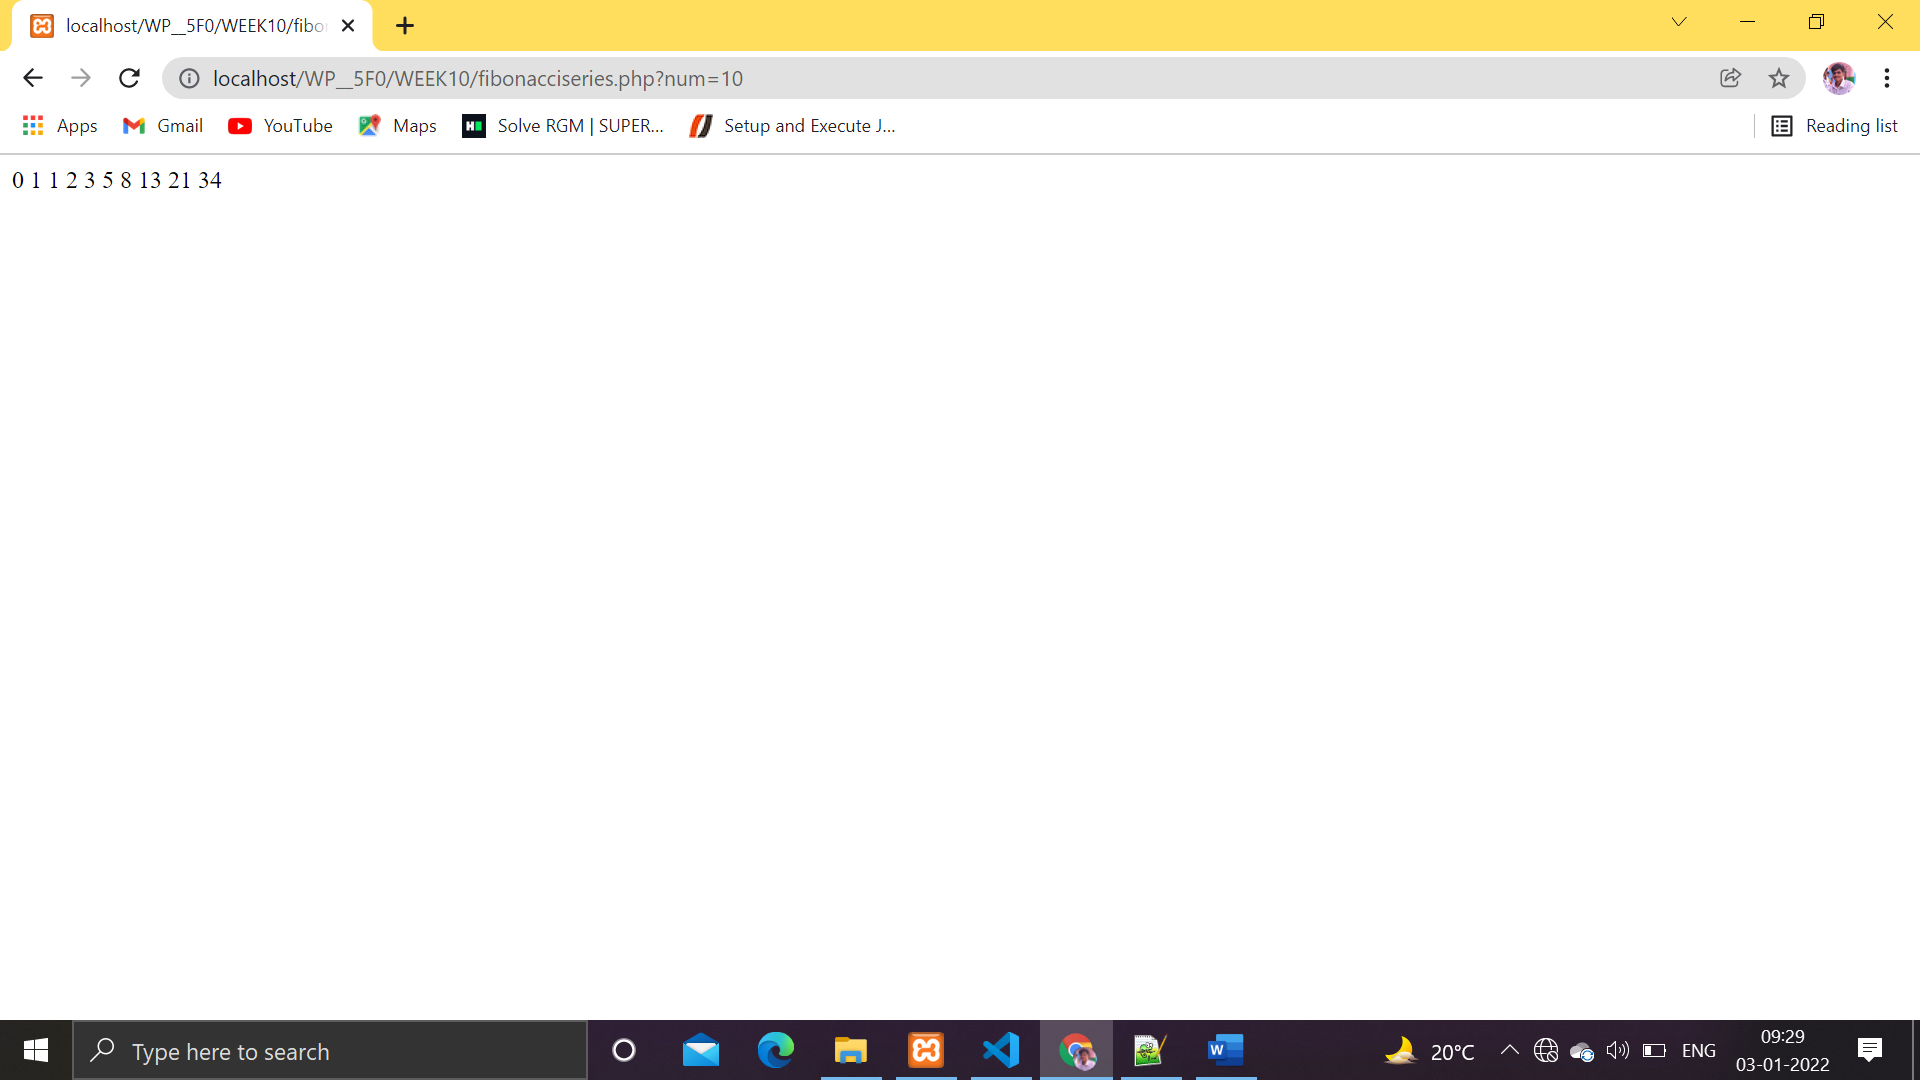 localhost/WP__5F0/WEEK10/fibo
localhost/WP__5F0/WEEK10/fibonacciseries.php?num=10
Apps Gmail YouTube Maps Solve RGM | SUPER... Setup and Execute J... Reading list
0 1 1 2 3 5 8 13 21 34
Type here to search
20°C
ENG
09:29
03-01-2022